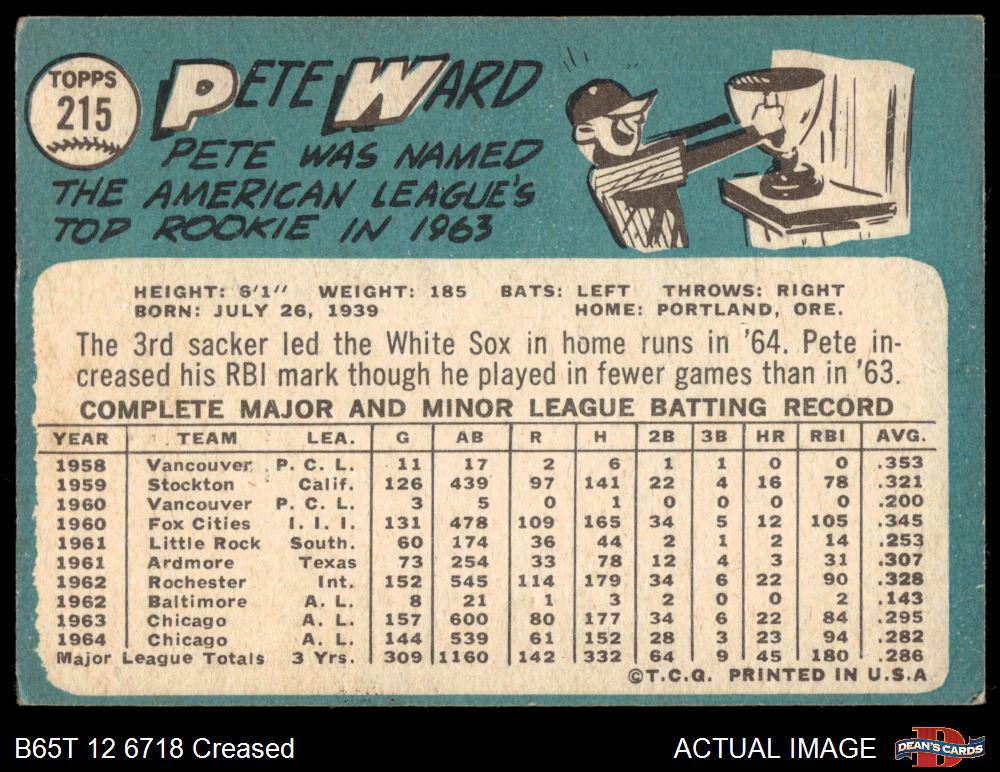 TOPPS
215
PETE WARD
PETE WAS NAMED
THE AMERICAN LEAGUE'S
TOP ROOKIE IN 1963
HEIGHT: 6'1" WEIGHT: 185 BATS: LEFT THROWS: RIGHT
BORN: JULY 26, 1939 HOME: PORTLAND, ORE.
The 3rd sacker led the White Sox in home runs in '64. Pete in-
creased his RBI mark though he played in fewer games than in '63.
COMPLETE MAJOR AND MINOR LEAGUE BATTING RECORD
YEAR TEAM LEA. G AB R H 2B 3B HR RBI AVG.
1958 Vancouver P. C. L. 11 17 2 6 1 1 0 0 .353
1959 Stockton Calif. 126 439 97 141 22 4 16 78 .321
1960 Vancouver P. C. L. 3 5 0 1 0 0 0 0 .200
1960 Fox Cities I. I. I. 131 478 109 165 34 5 12 105 .345
1961 Little Rock South. 60 174 36 44 2 1 2 14 .253
1961 Ardmore Texas 73 254 33 78 12 4 3 31 .307
1962 Rochester Int. 152 545 114 179 34 6 22 90 .328
1962 Baltimore A. L. 8 21 1 3 2 0 0 2 .143
1963 Chicago A. L. 157 600 80 177 34 6 22 84 .295
1964 Chicago A. L. 144 539 61 152 28 3 23 94 .282
Major League Totals 3 Yrs. 309 1160 142 332 64 9 45 180 .286
©T.C.G. PRINTED IN U.S.A
B65T 12 6718 Creased
ACTUAL IMAGE
DEAN'S CARDS